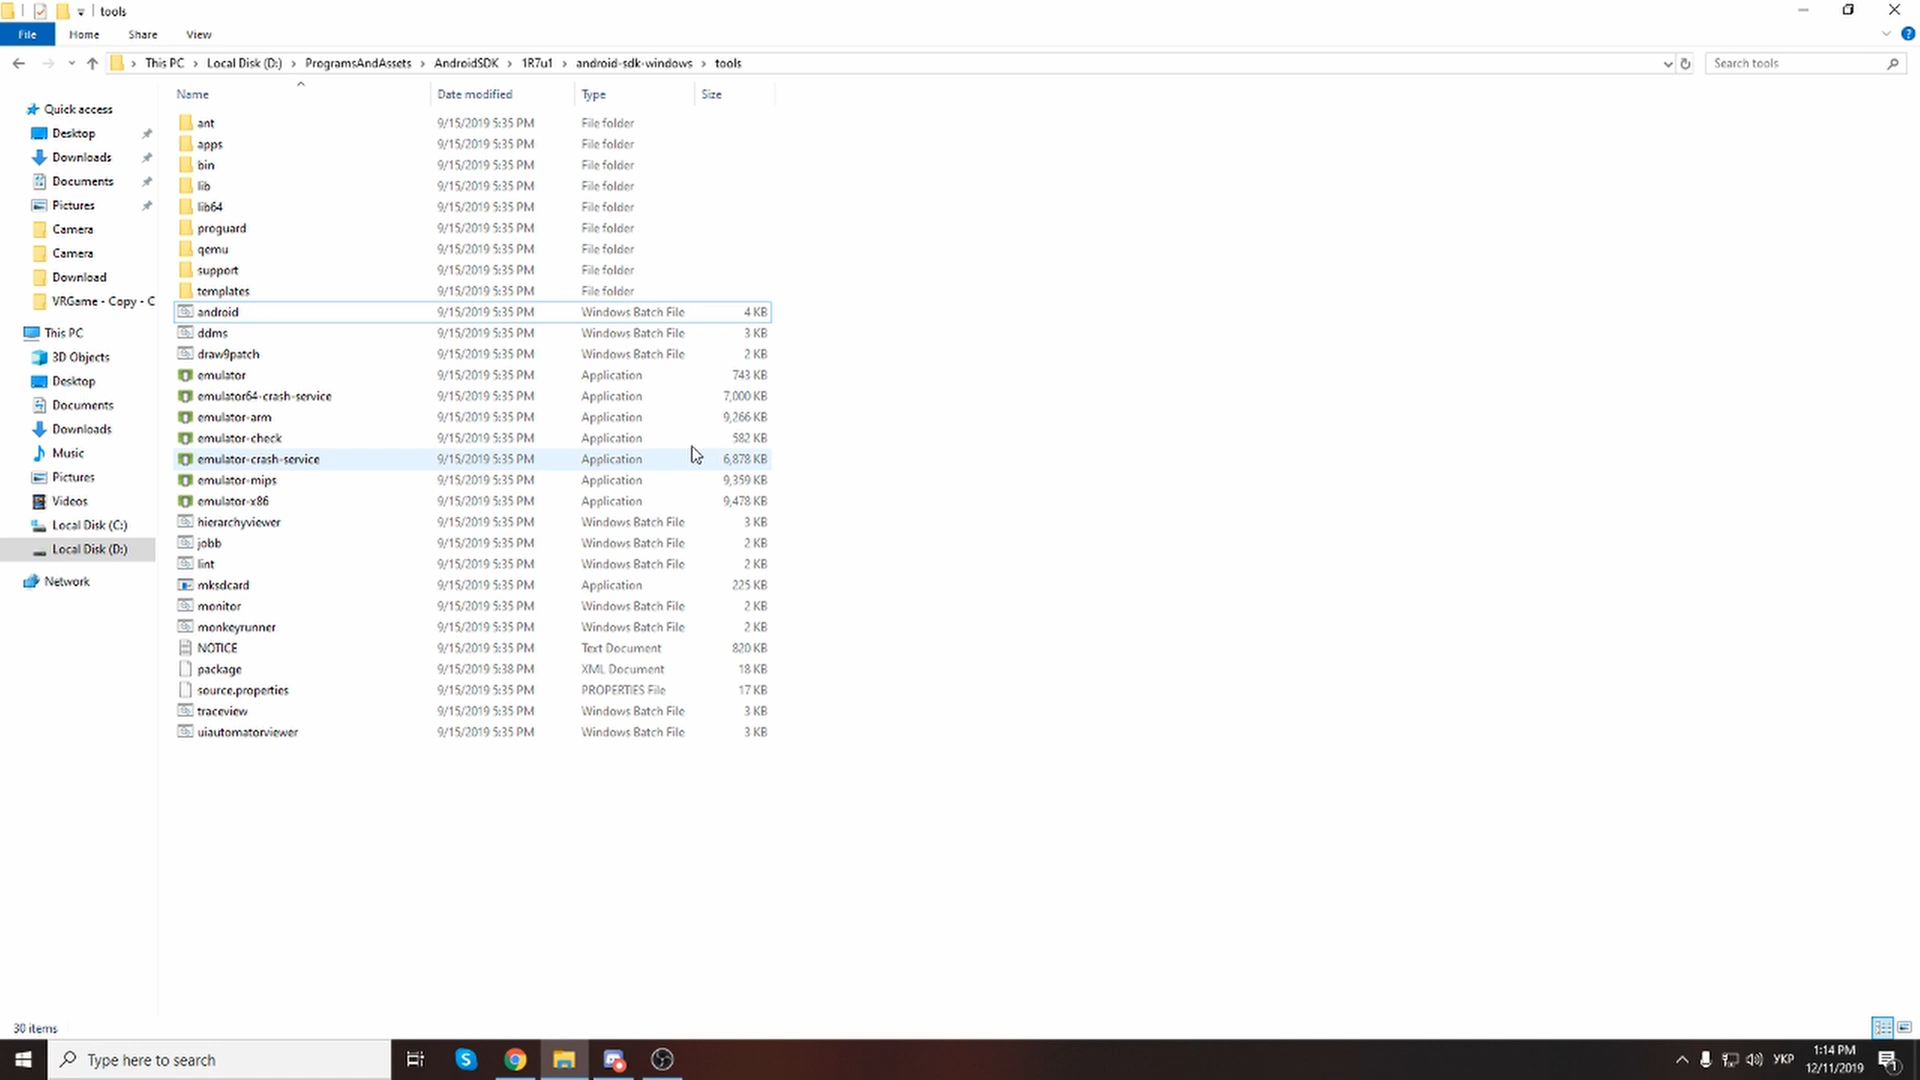 tools
File Home Share View
This PC Local Disk (D:) ProgramsAndAssets AndroidSDK 1R7u1 android-sdk-windows tools Search tools
Name Date modified Type Size
Quick access
Desktop
Downloads
Documents
Pictures
Camera
Camera
Download
VRGame - Copy - C
This PC
3D Objects
Desktop
Documents
Downloads
Music
Pictures
Videos
Local Disk (C:)
Local Disk (D:)
Network
ant 9/15/2019 5:35 PM File folder
apps 9/15/2019 5:35 PM File folder
bin 9/15/2019 5:35 PM File folder
lib 9/15/2019 5:35 PM File folder
lib64 9/15/2019 5:35 PM File folder
proguard 9/15/2019 5:35 PM File folder
qemu 9/15/2019 5:35 PM File folder
support 9/15/2019 5:35 PM File folder
templates 9/15/2019 5:35 PM File folder
android 9/15/2019 5:35 PM Windows Batch File 4 KB
ddms 9/15/2019 5:35 PM Windows Batch File 3 KB
draw9patch 9/15/2019 5:35 PM Windows Batch File 2 KB
emulator 9/15/2019 5:35 PM Application 743 KB
emulator64-crash-service 9/15/2019 5:35 PM Application 7,000 KB
emulator-arm 9/15/2019 5:35 PM Application 9,266 KB
emulator-check 9/15/2019 5:35 PM Application 582 KB
emulator-crash-service 9/15/2019 5:35 PM Application 6,878 KB
emulator-mips 9/15/2019 5:35 PM Application 9,359 KB
emulator-x86 9/15/2019 5:35 PM Application 9,478 KB
hierarchyviewer 9/15/2019 5:35 PM Windows Batch File 3 KB
jobb 9/15/2019 5:35 PM Windows Batch File 2 KB
lint 9/15/2019 5:35 PM Windows Batch File 2 KB
mksdcard 9/15/2019 5:35 PM Application 225 KB
monitor 9/15/2019 5:35 PM Windows Batch File 2 KB
monkeyrunner 9/15/2019 5:35 PM Windows Batch File 2 KB
NOTICE 9/15/2019 5:35 PM Text Document 820 KB
package 9/15/2019 5:38 PM XML Document 18 KB
source.properties 9/15/2019 5:35 PM PROPERTIES File 17 KB
traceview 9/15/2019 5:35 PM Windows Batch File 3 KB
uiautomatorviewer 9/15/2019 5:35 PM Windows Batch File 3 KB
30 items
Type here to search
УКР
1:14 PM
12/11/2019
1